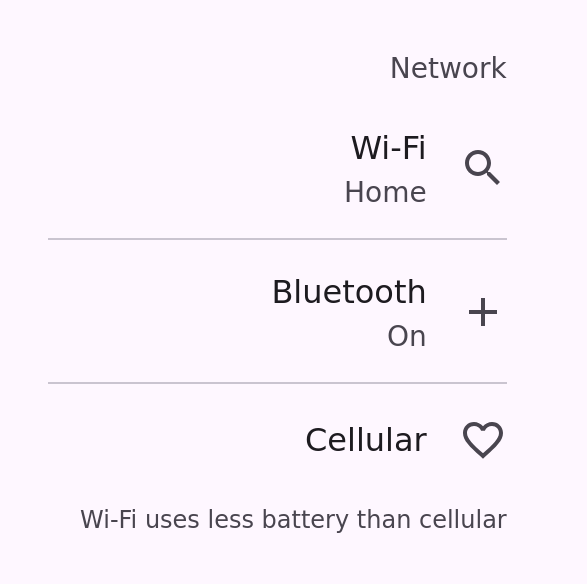 Network
Wi-Fi
Home
Bluetooth
On
Cellular
Wi-Fi uses less battery than cellular